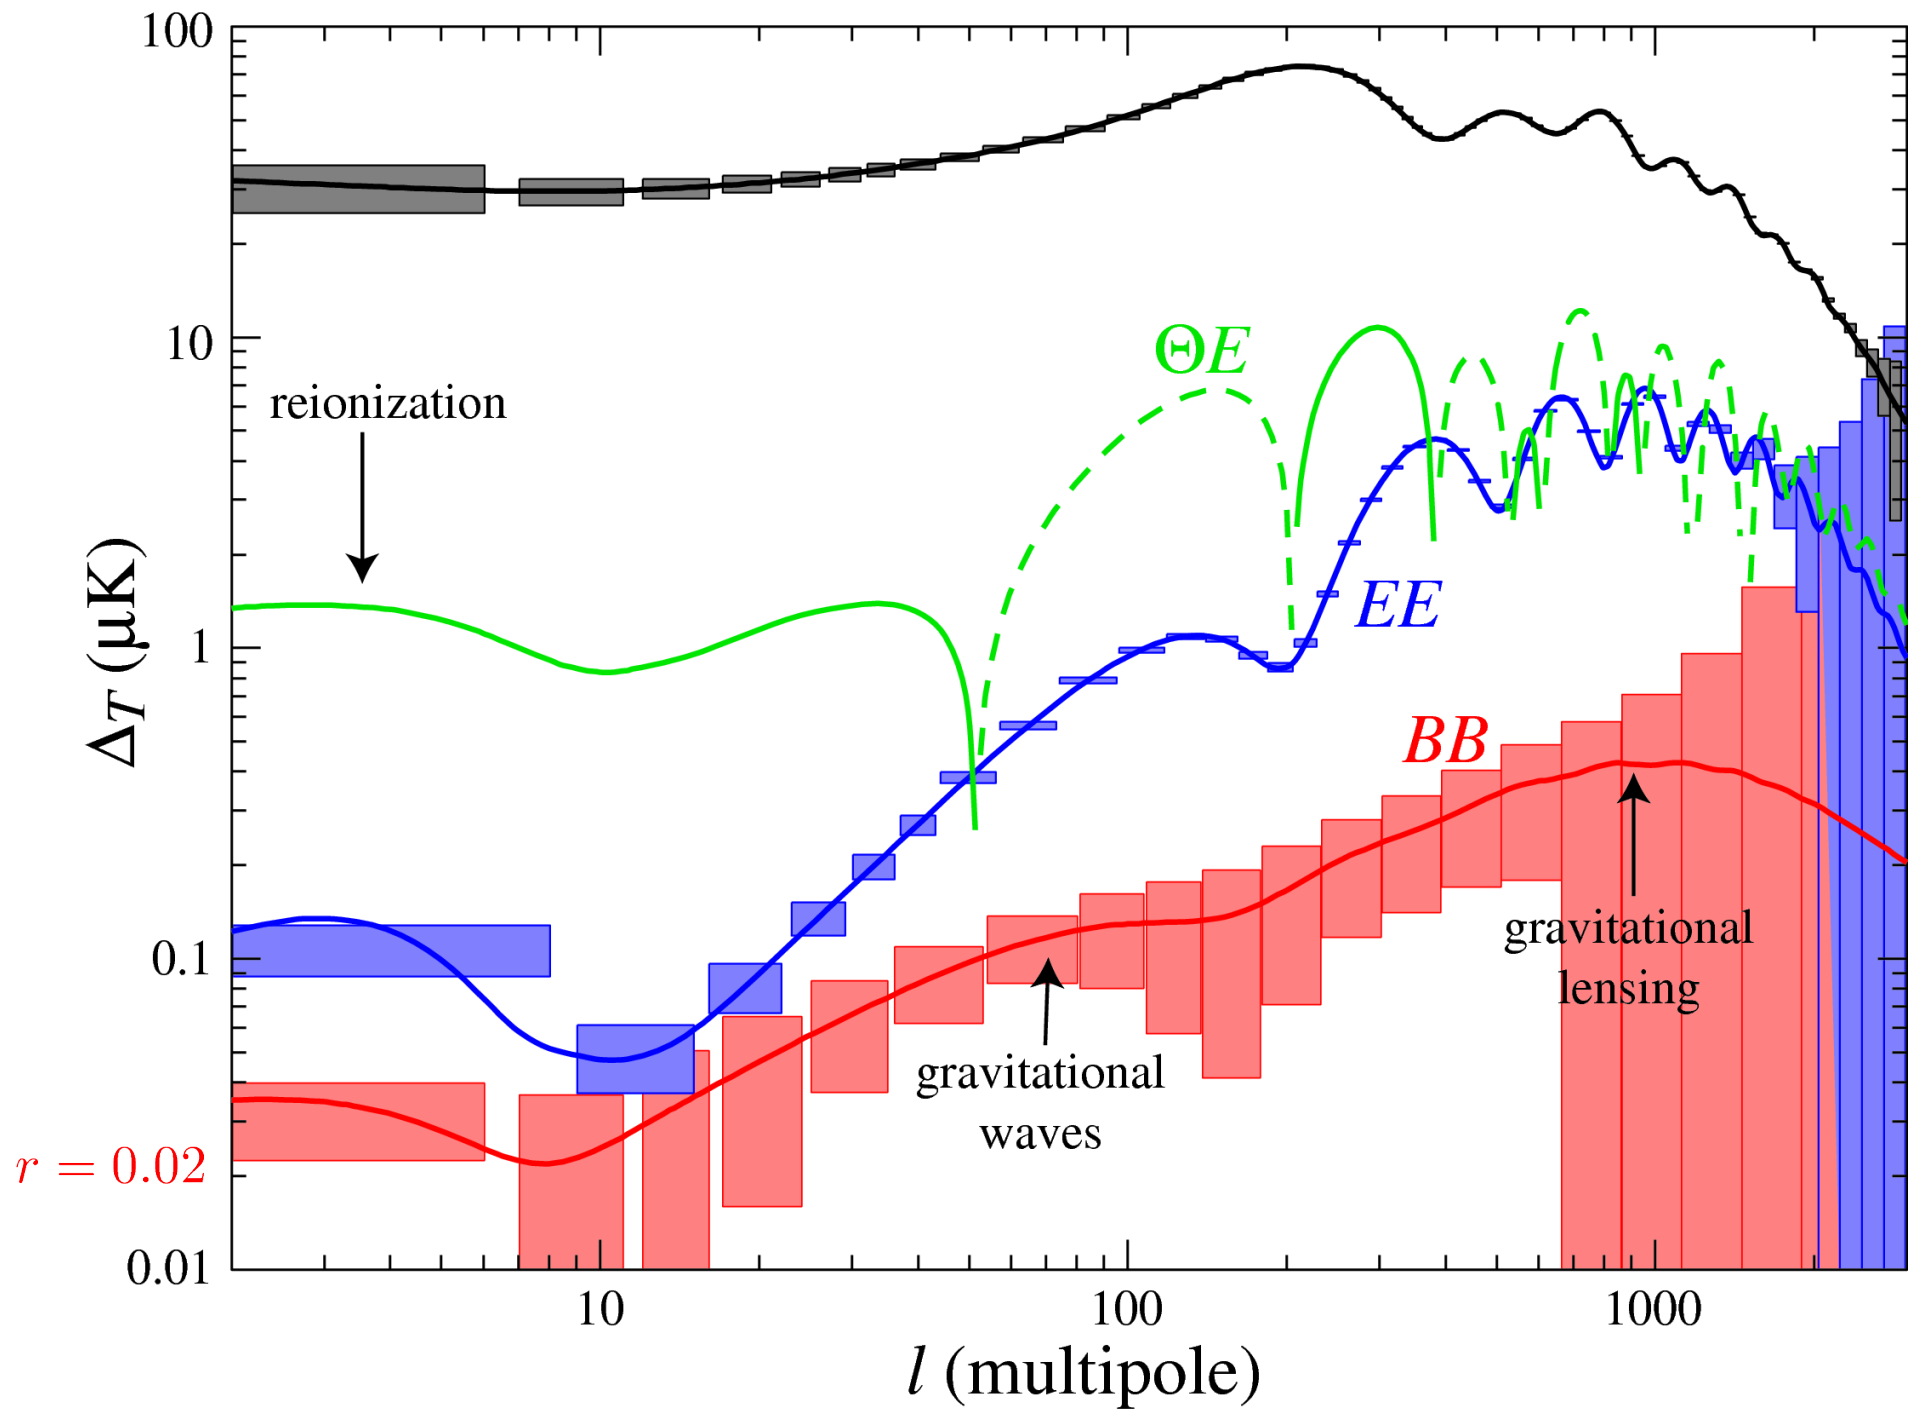 100
10
1
0.1
0.01
Δ_T (μK)
reionization
ΘE
EE
BB
gravitational
lensing
gravitational
waves
r = 0.02
10
100
1000
l (multipole)